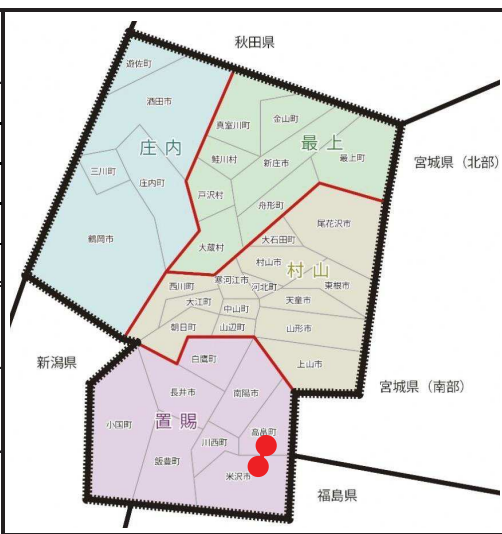 秋田県
遊佐町
酒田市
金山町
真室川町
庄内
最上
鮭川村
新庄市
最上町
宮城県（北部）
三川町
庄内町
戸沢村
舟形町
鶴岡市
大蔵村
大石田町
尾花沢市
村山市
村山
西川町
寒河江市
河北町
東根市
大江町
天童市
中山町
朝日町
山辺町
山形市
新潟県
白鷹町
上山市
宮城県（南部）
長井市
南陽市
小国町
置賜
川西町
高畠町
飯豊町
米沢市
福島県